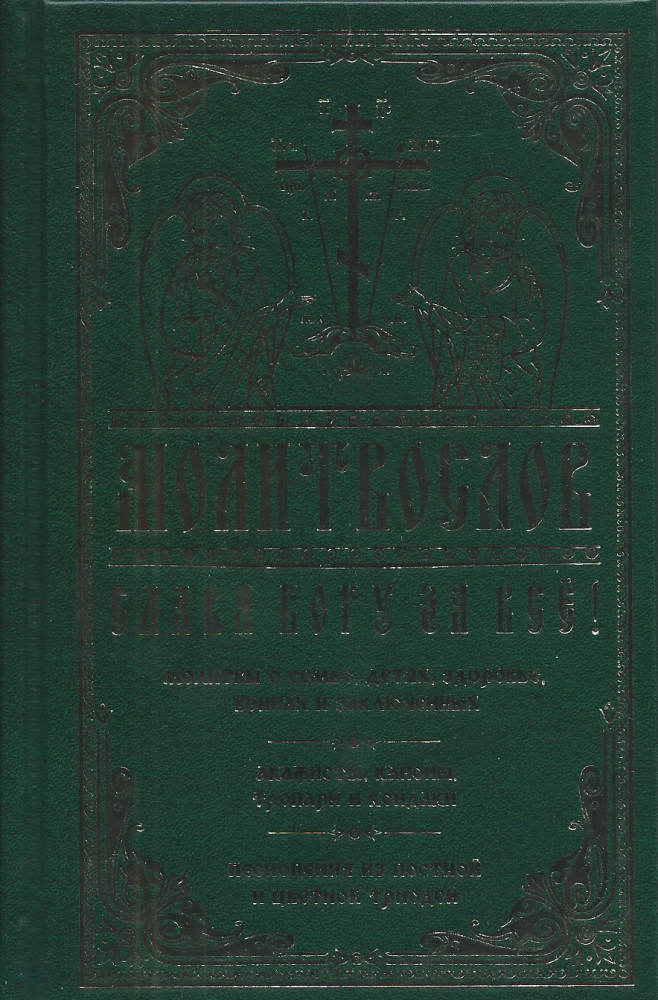 МОЛИТВОСЛОВ
СЛАВА БОГУ ЗА ВСЁ!
Молитвы о семье, детях, здоровье,
воинах и заключенных
Акафисты, каноны,
тропари и кондаки
Песнопения из Постной
и Цветной Триодей